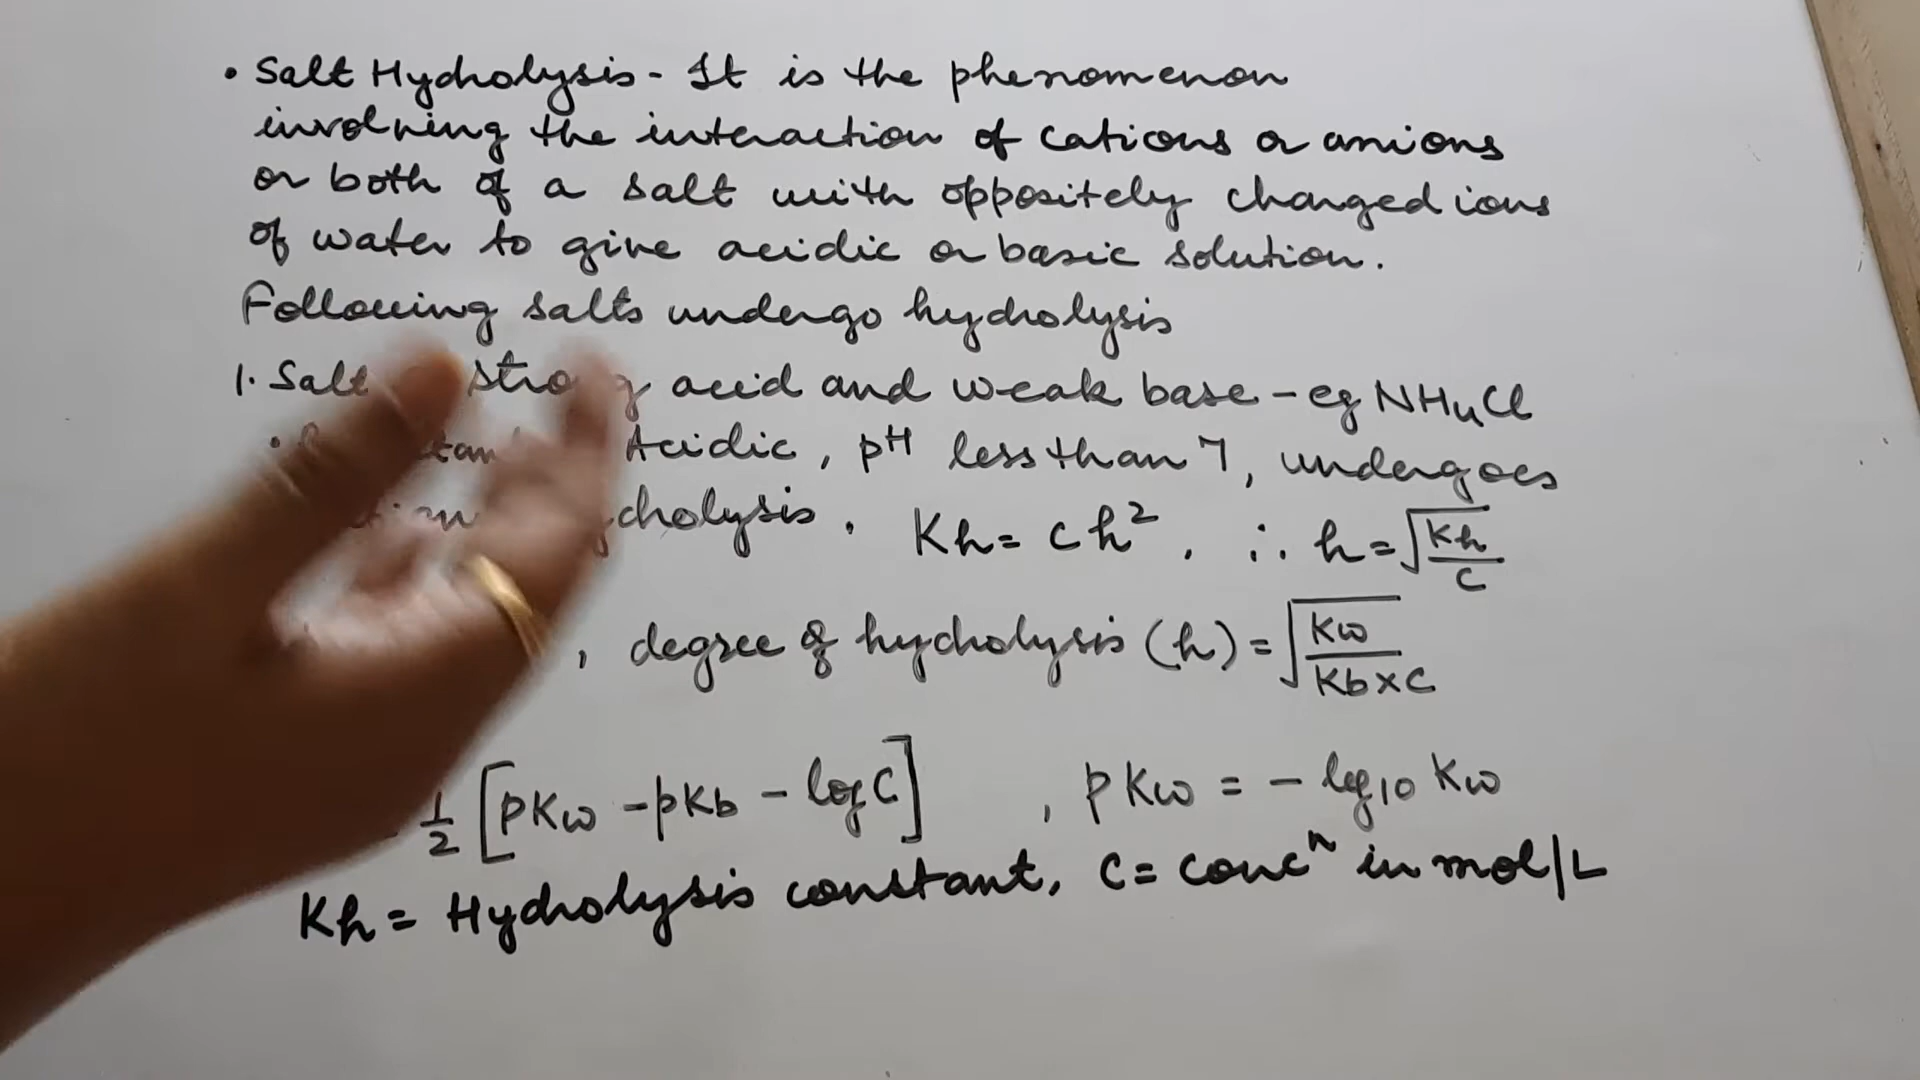 • Salt Hydrolysis - It is the phenomenon
involving the interaction of cations or anions
or both of a salt with oppositely charged ions
of water to give acidic or basic solution.
Following salts undergo hydrolysis
1. Salt strong acid and weak base - eg NH₄Cl
Acidic, pH less than 7, undergoes
hydrolysis. Kh = ch², ∴ h = √(Kh/C)
, degree of hydrolysis (h) = √(Kw/(Kb×C))
1/2 [pKw - pKb - log C] , pKw = - log₁₀ Kw
Kh = Hydrolysis constant, C = concⁿ in mol/L